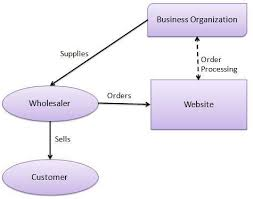 Business Organization
Supplies
Order
Processing
Wholesaler
Orders
Website
Sells
Customer